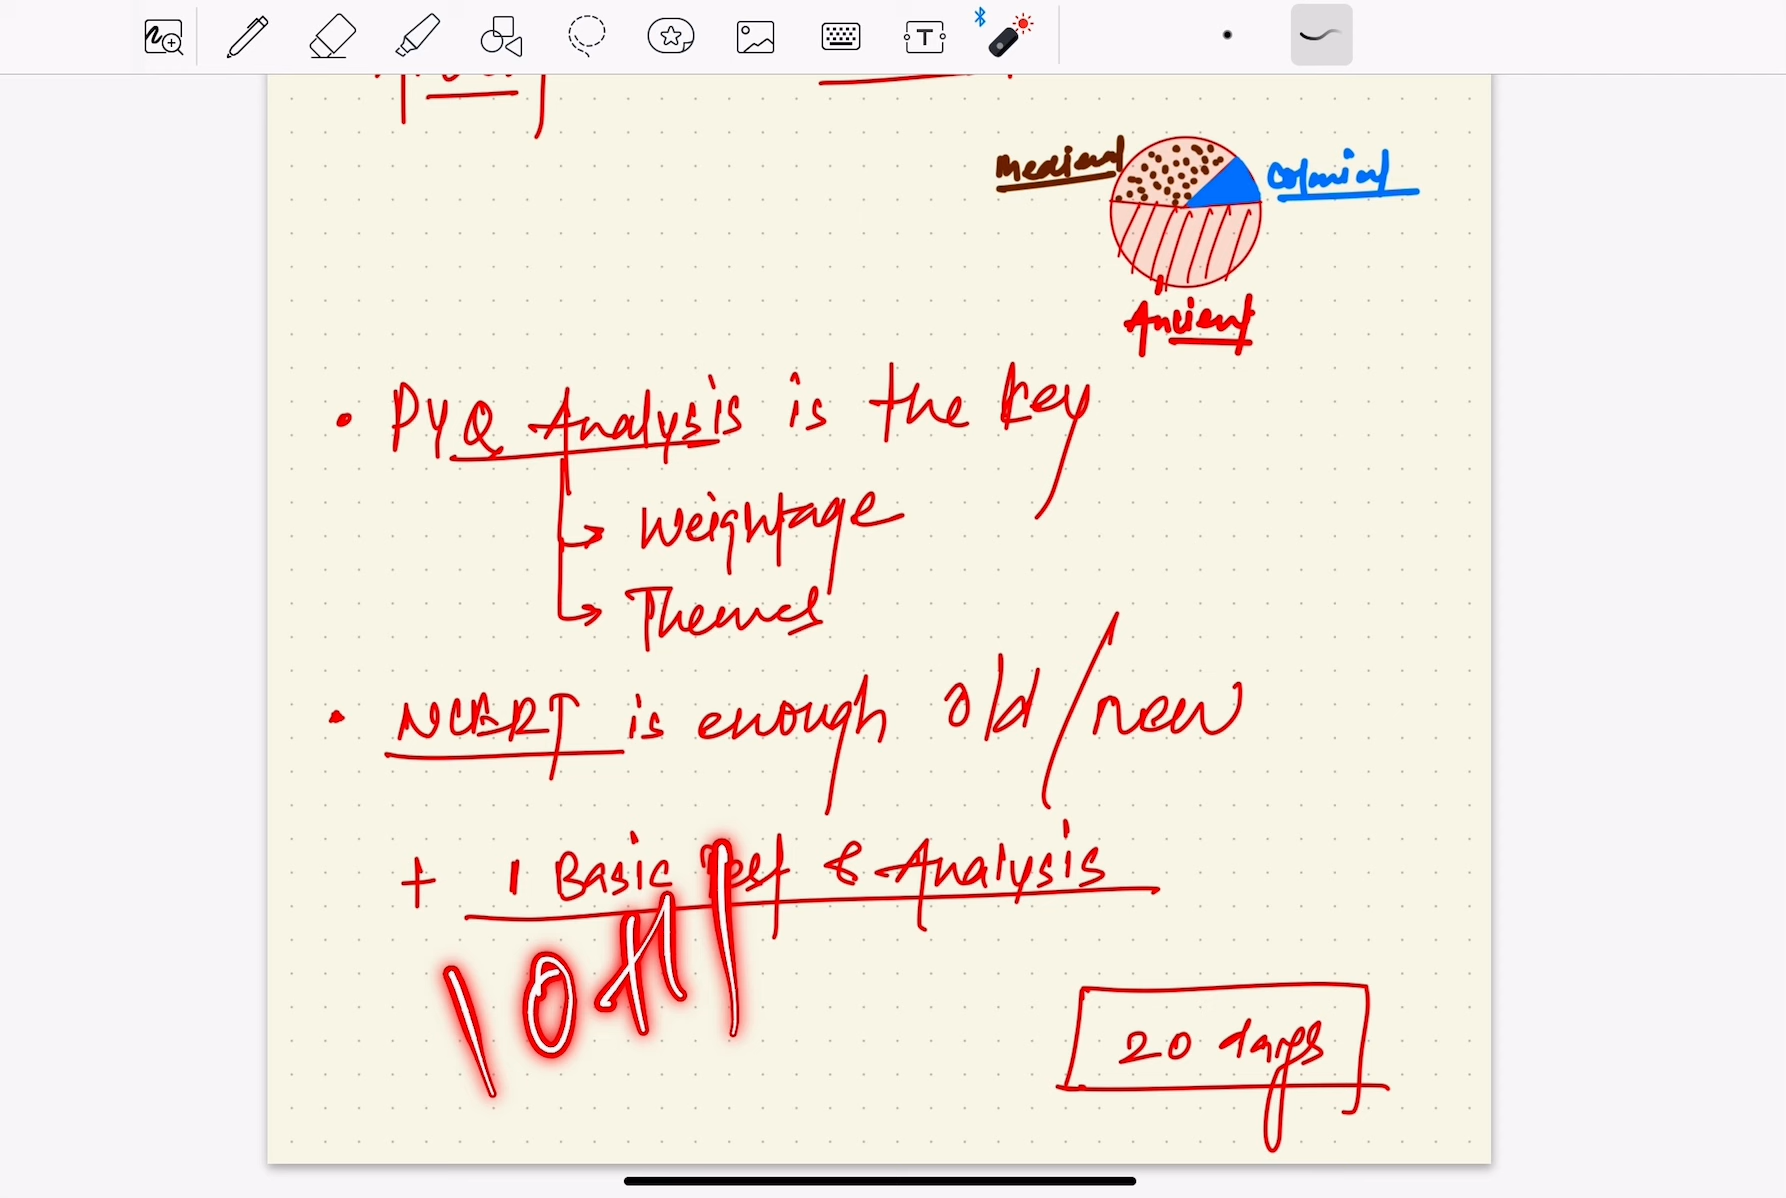 Medieval
Colonial
Ancient
• PYQ Analysis is the key
→ Weightage
→ Themes
• NCERT is enough old/new
+ 1 Basic Test & Analysis
20 days